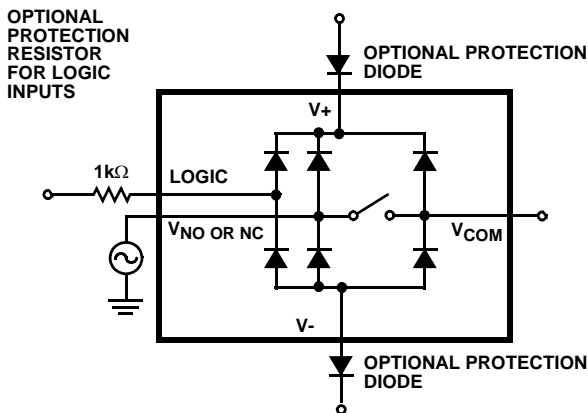 OPTIONAL
PROTECTION
RESISTOR
FOR LOGIC
INPUTS
OPTIONAL PROTECTION
DIODE
V+
1kΩ
LOGIC
VNO OR NC
VCOM
V-
OPTIONAL PROTECTION
DIODE